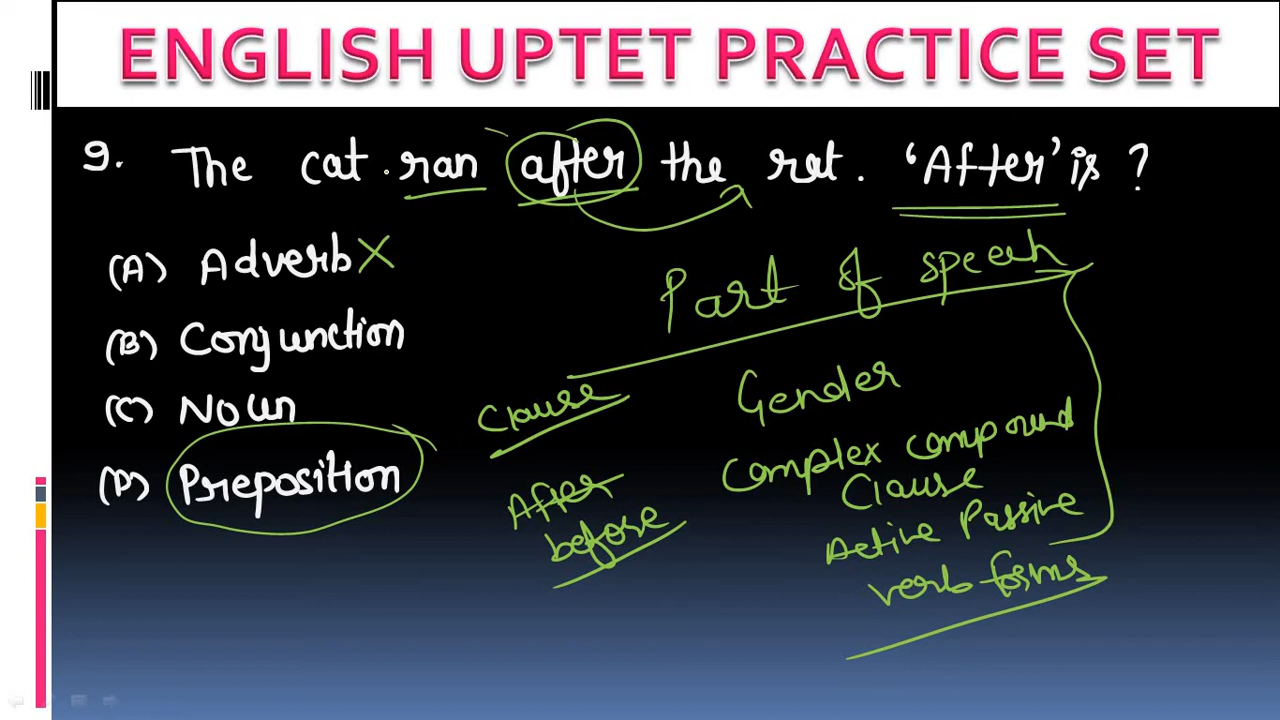 ENGLISH UPTET PRACTICE SET
9. The cat ran after the rat. 'After' is ?
(A) Adverb X
(B) Conjunction
(C) Noun
(D) Preposition
Part of speech
Clause
After
before
Gender
Complex compound
Clause
Active Passive
verb forms